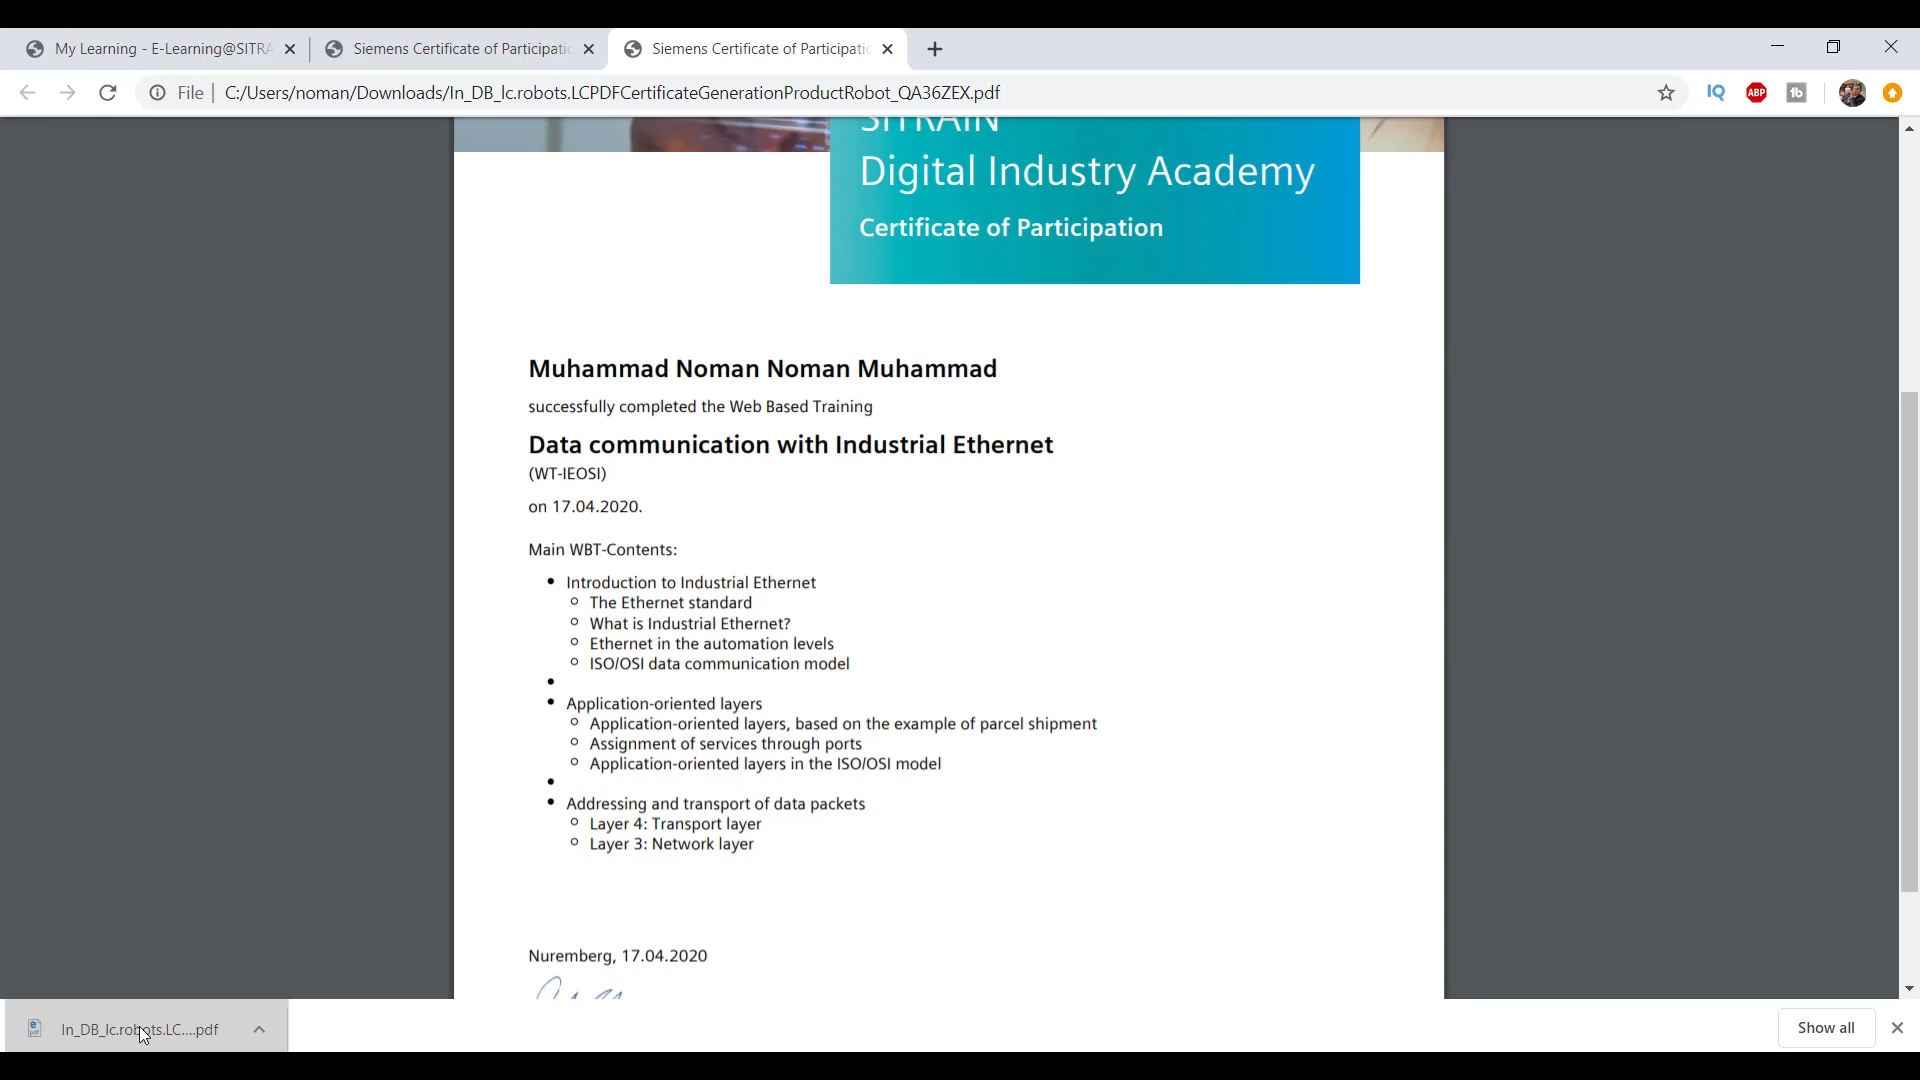 My Learning - E-Learning@SITRA
Siemens Certificate of Participatic
Siemens Certificate of Participatic
File
C:/Users/noman/Downloads/In_DB_lc.robots.LCPDFCertificateGenerationProductRobot_QA36ZEX.pdf
IQ
ABP
tb
SITRAIN
Digital Industry Academy
Certificate of Participation
Muhammad Noman Noman Muhammad
successfully completed the Web Based Training
Data communication with Industrial Ethernet
(WT-IEOSI)
on 17.04.2020.
Main WBT-Contents:
Introduction to Industrial Ethernet
The Ethernet standard
What is Industrial Ethernet?
Ethernet in the automation levels
ISO/OSI data communication model
Application-oriented layers
Application-oriented layers, based on the example of parcel shipment
Assignment of services through ports
Application-oriented layers in the ISO/OSI model
Addressing and transport of data packets
Layer 4: Transport layer
Layer 3: Network layer
Nuremberg, 17.04.2020
In_DB_lc.robots.LC....pdf
Show all